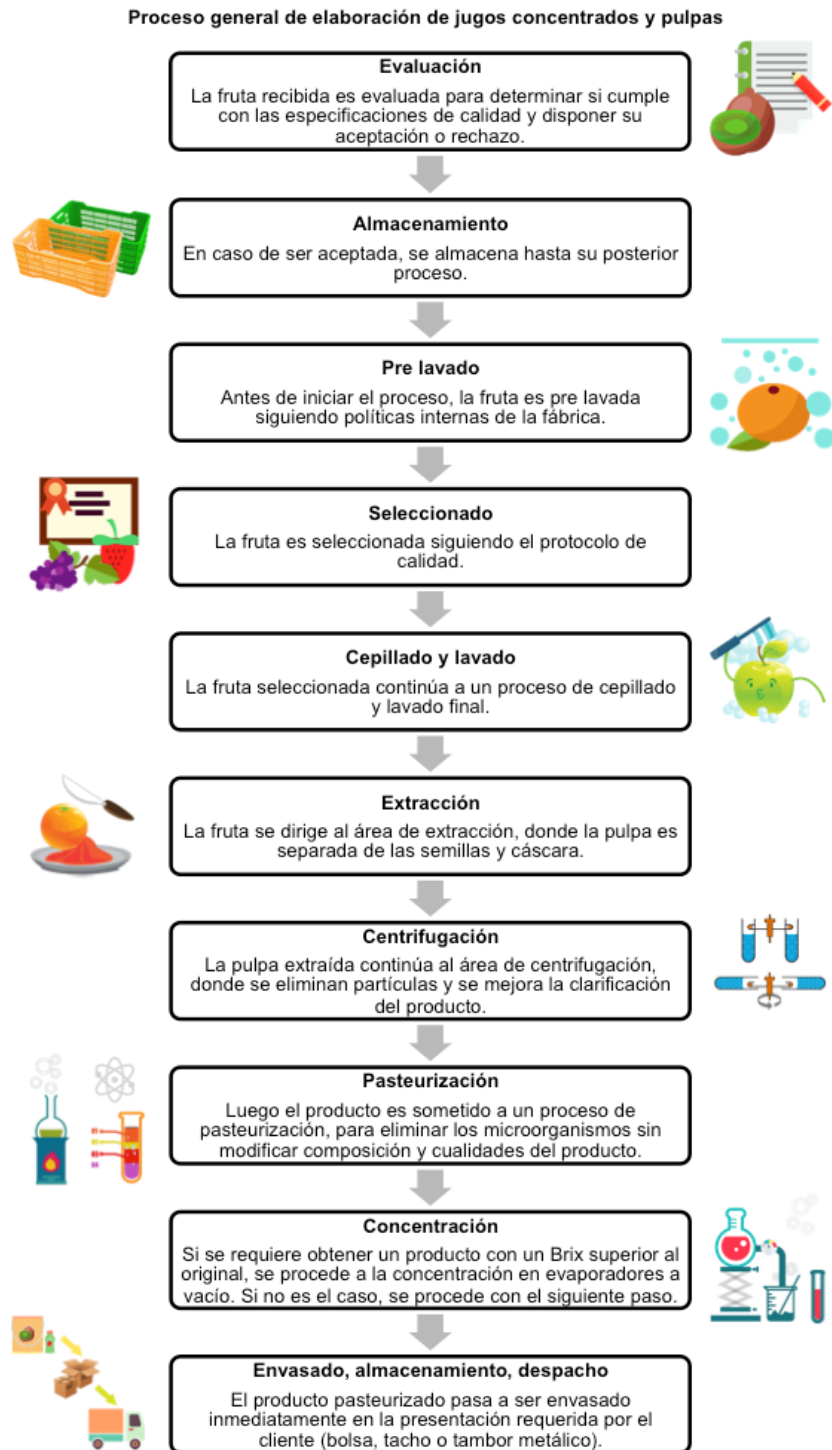 Proceso general de elaboración de jugos concentrados y pulpas
Evaluación
La fruta recibida es evaluada para determinar si cumple
con las especificaciones de calidad y disponer su
aceptación o rechazo.
Almacenamiento
En caso de ser aceptada, se almacena hasta su posterior
proceso.
Pre lavado
Antes de iniciar el proceso, la fruta es pre lavada
siguiendo políticas internas de la fábrica.
Seleccionado
La fruta es seleccionada siguiendo el protocolo de
calidad.
Cepillado y lavado
La fruta seleccionada continúa a un proceso de cepillado
y lavado final.
Extracción
La fruta se dirige al área de extracción, donde la pulpa es
separada de las semillas y cáscara.
Centrifugación
La pulpa extraída continúa al área de centrifugación,
donde se eliminan partículas y se mejora la clarificación
del producto.
Pasteurización
Luego el producto es sometido a un proceso de
pasteurización, para eliminar los microorganismos sin
modificar composición y cualidades del producto.
Concentración
Si se requiere obtener un producto con un Brix superior al
original, se procede a la concentración en evaporadores a
vacío. Si no es el caso, se procede con el siguiente paso.
Envasado, almacenamiento, despacho
El producto pasteurizado pasa a ser envasado
inmediatamente en la presentación requerida por el
cliente (bolsa, tacho o tambor metálico).